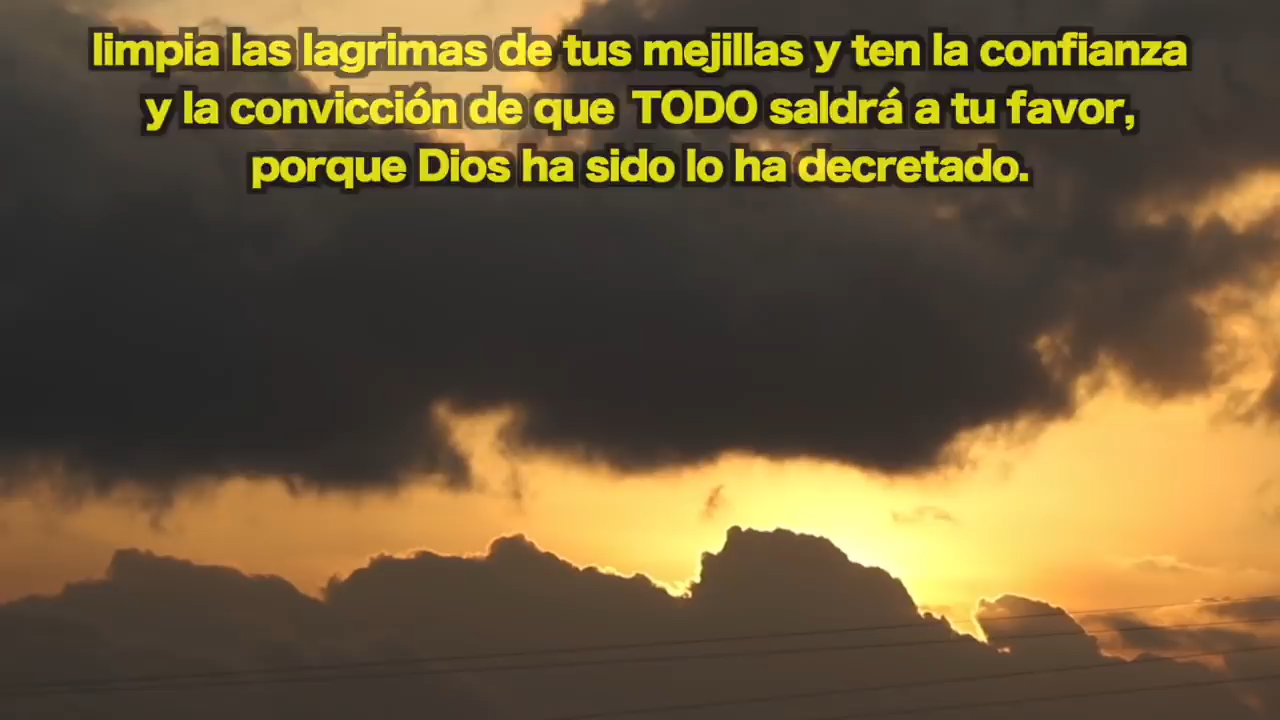 limpia las lagrimas de tus mejillas y ten la confianza
y la convicción de que TODO saldrá a tu favor,
porque Dios ha sido lo ha decretado.